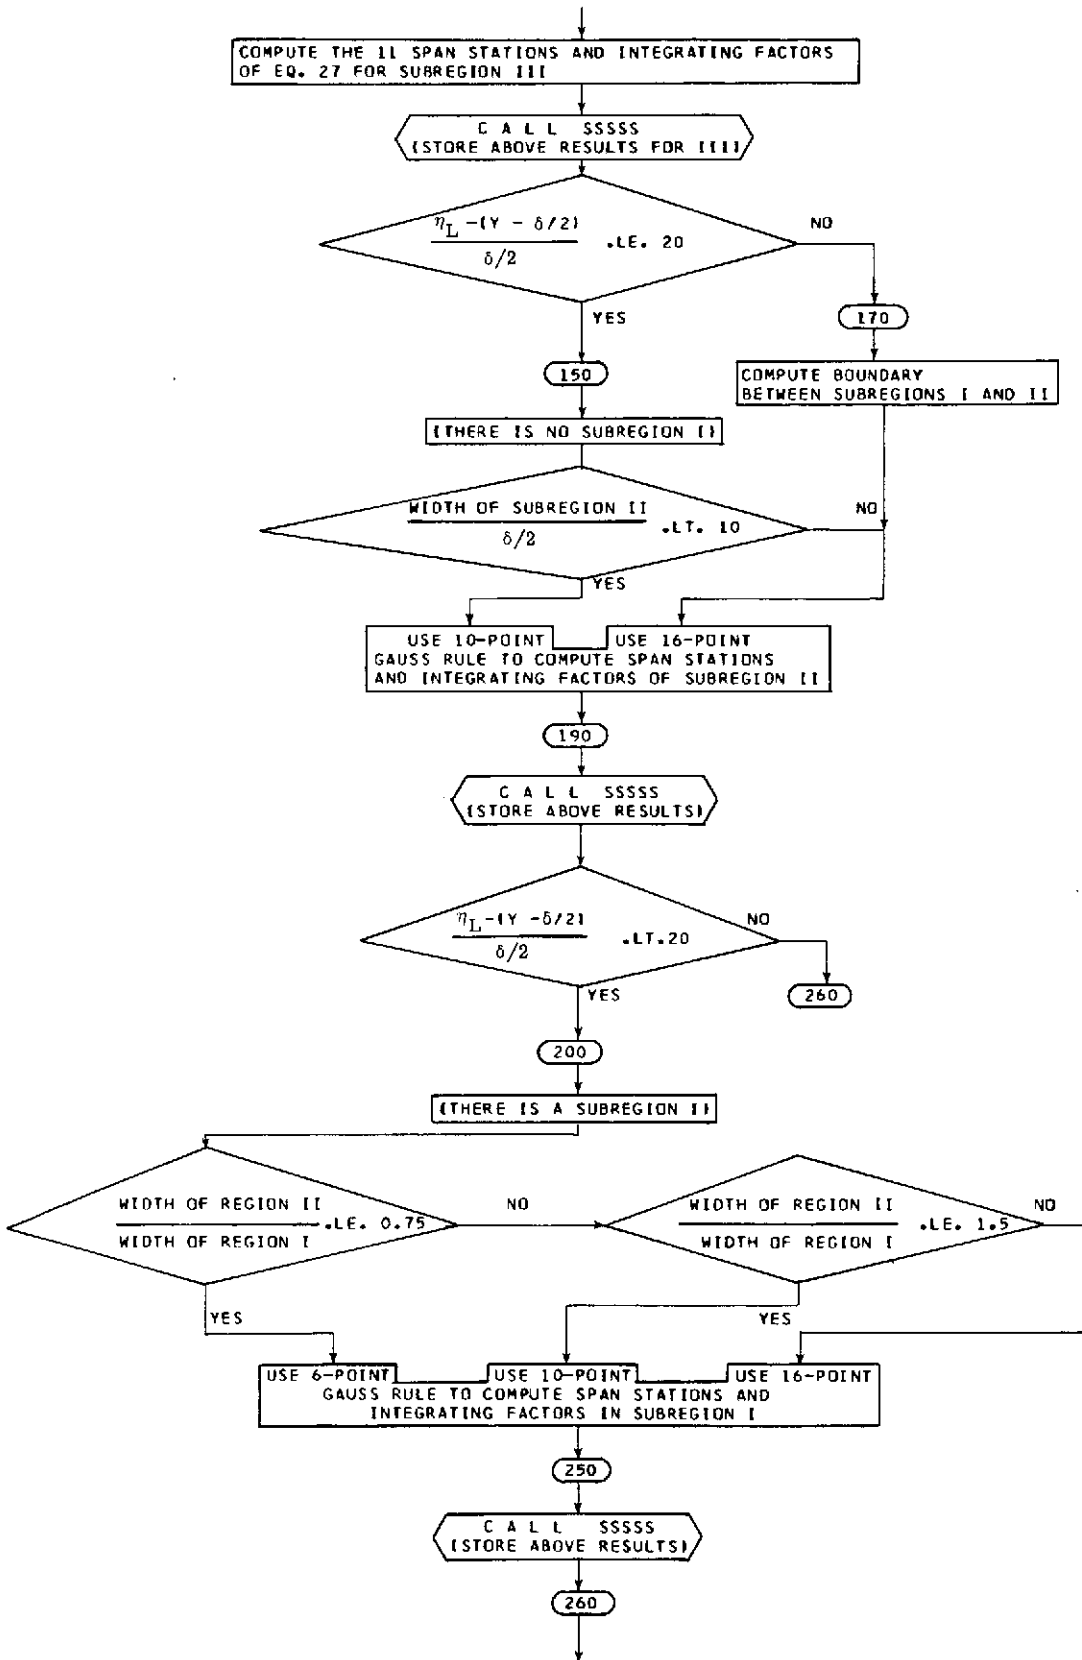 COMPUTE THE 11 SPAN STATIONS AND INTEGRATING FACTORS
OF EQ. 27 FOR SUBREGION III
C A L L SSSSS
(STORE ABOVE RESULTS FOR III)
η_L -(Y - δ/2)
δ/2
.LE. 20
NO
YES
170
150
COMPUTE BOUNDARY
BETWEEN SUBREGIONS I AND II
(THERE IS NO SUBREGION I)
WIDTH OF SUBREGION II
δ/2
.LT. 10
NO
YES
USE 10-POINT
USE 16-POINT
GAUSS RULE TO COMPUTE SPAN STATIONS
AND INTEGRATING FACTORS OF SUBREGION II
190
C A L L SSSSS
(STORE ABOVE RESULTS)
η_L -(Y -δ/2)
δ/2
.LT.20
NO
YES
260
200
(THERE IS A SUBREGION I)
WIDTH OF REGION II
WIDTH OF REGION I
.LE. 0.75
NO
WIDTH OF REGION II
WIDTH OF REGION I
.LE. 1.5
NO
YES
YES
USE 6-POINT
USE 10-POINT
USE 16-POINT
GAUSS RULE TO COMPUTE SPAN STATIONS AND
INTEGRATING FACTORS IN SUBREGION I
250
C A L L SSSSS
(STORE ABOVE RESULTS)
260